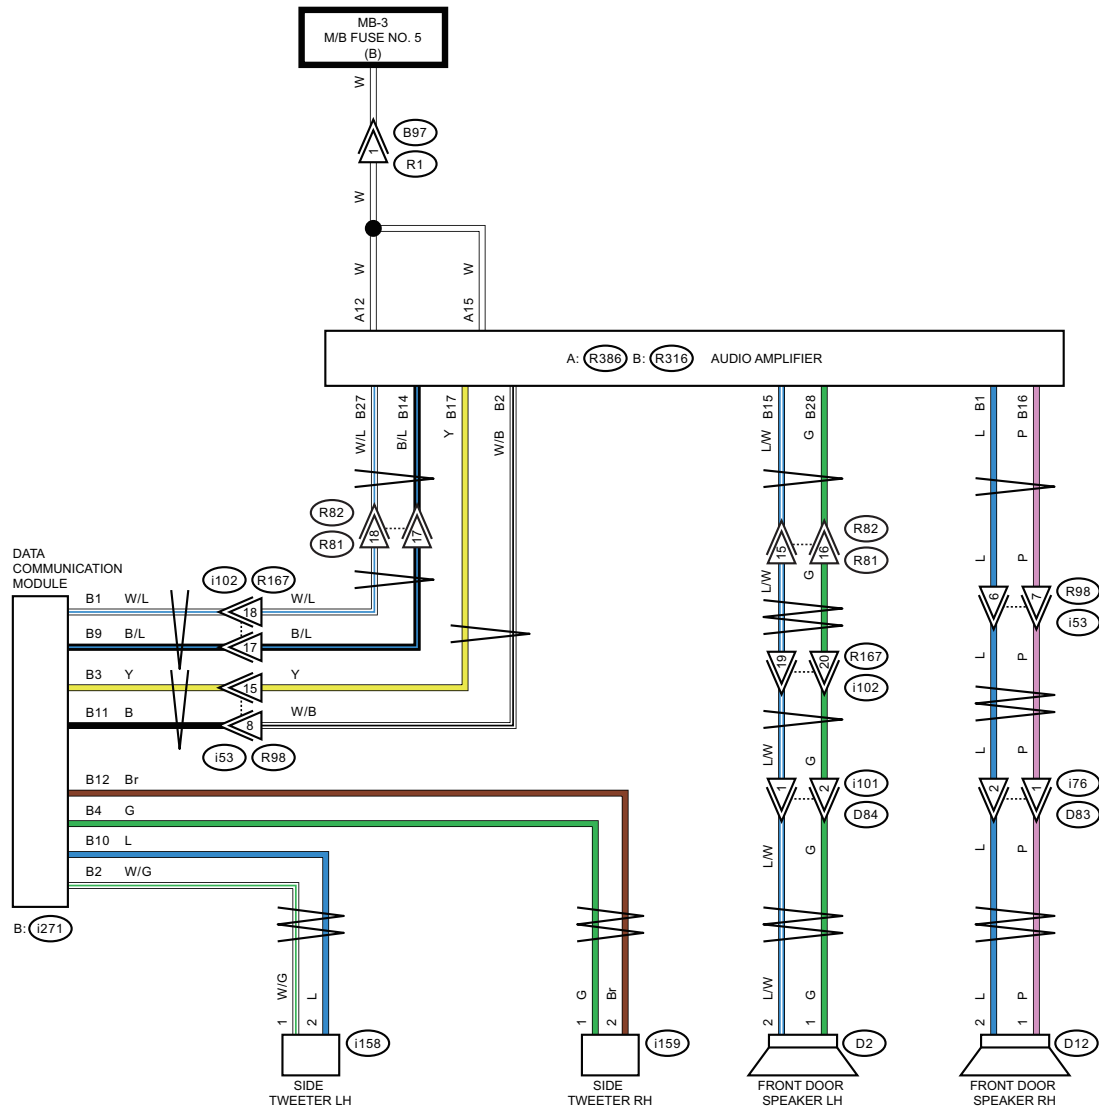 MB-3
M/B FUSE NO. 5
(B)
W
1
B97
R1
W
W
W
A12
A15
A: R386 B: R316 AUDIO AMPLIFIER
B27
B14
B17
B2
B15
B28
B1
B16
W/L
B/L
Y
W/B
L/W
G
L
P
R82
R81
18
17
15
16
R82
R81
L/W
G
L
P
DATA
COMMUNICATION
MODULE
i102 R167
B1 W/L
18
W/L
B9 B/L
17
B/L
B3 Y
15
Y
B11 B
8
W/B
i53 R98
6
7
R98
i53
19
20
R167
i102
L
P
L/W
G
L
P
B12 Br
B4 G
B10 L
B2 W/G
1
2
i101
D84
2
1
i76
D83
L/W
G
L
P
B: i271
W/G
L
G
Br
L/W
G
L
P
1
2
1
2
2
1
2
1
i158
i159
D2
D12
SIDE
TWEETER LH
SIDE
TWEETER RH
FRONT DOOR
SPEAKER LH
FRONT DOOR
SPEAKER RH